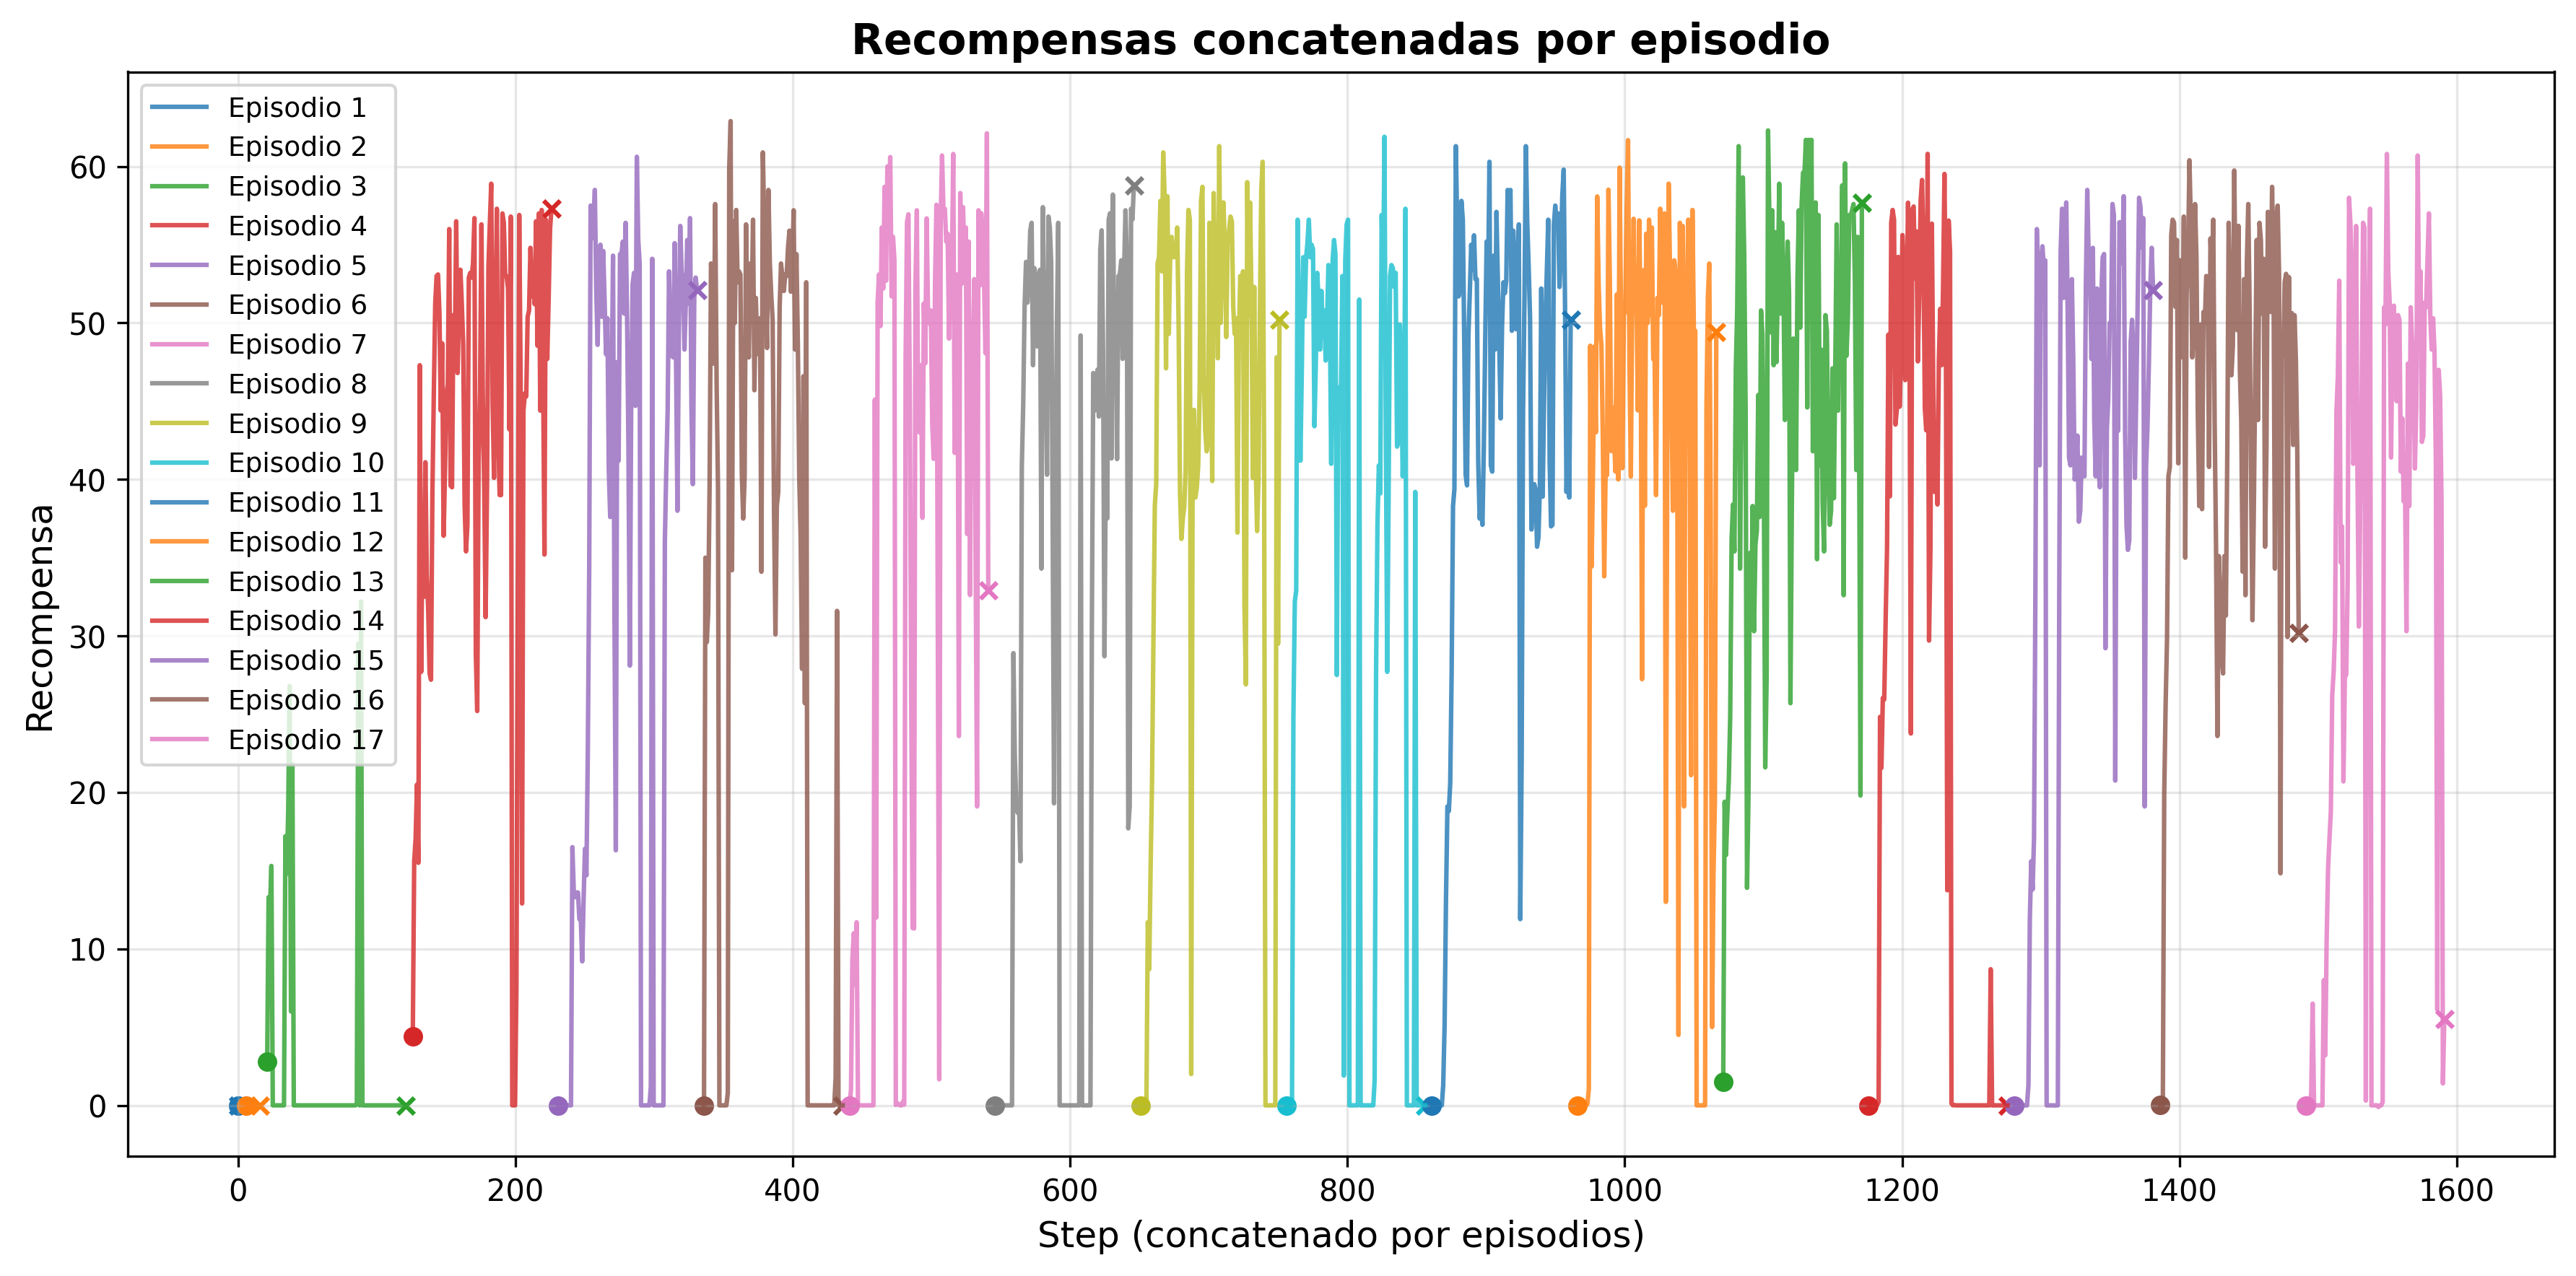 Recompensas concatenadas por episodio
Episodio 1
Episodio 2
Episodio 3
Episodio 4
Episodio 5
Episodio 6
Episodio 7
Episodio 8
Episodio 9
Episodio 10
Episodio 11
Episodio 12
Episodio 13
Episodio 14
Episodio 15
Episodio 16
Episodio 17
Recompensa
60
50
40
30
20
10
0
0 200 400 600 800 1000 1200 1400 1600
Step (concatenado por episodios)